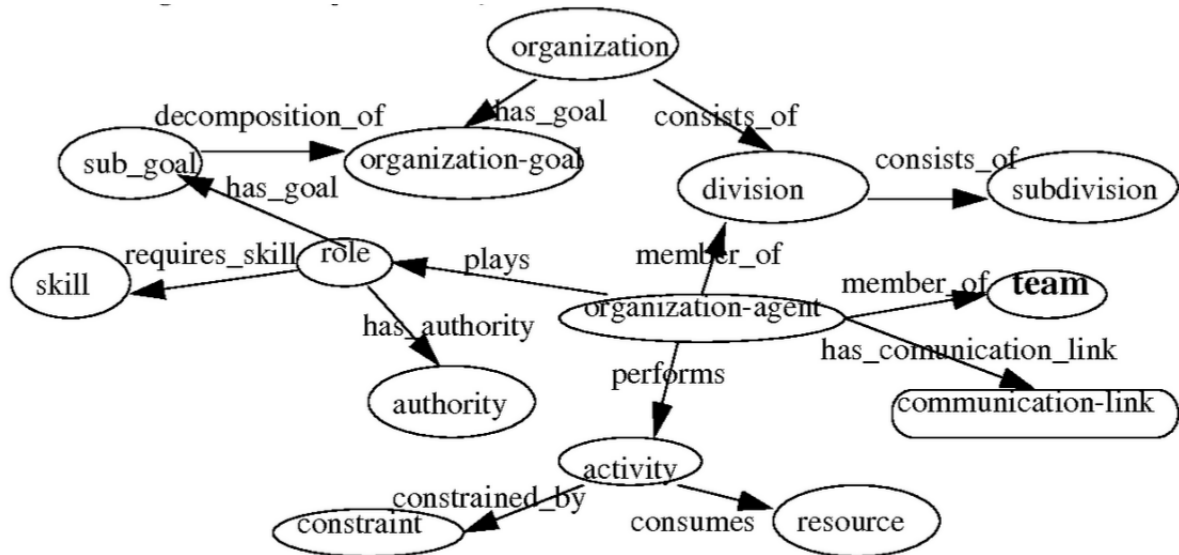 organization
decomposition_of
has_goal
consists_of
sub_goal
organization-goal
division
consists_of
subdivision
has_goal
requires_skill
role
plays
member_of
member_of
team
skill
organization-agent
has_authority
has_comunication_link
performs
authority
communication-link
activity
constrained_by
constraint
consumes
resource